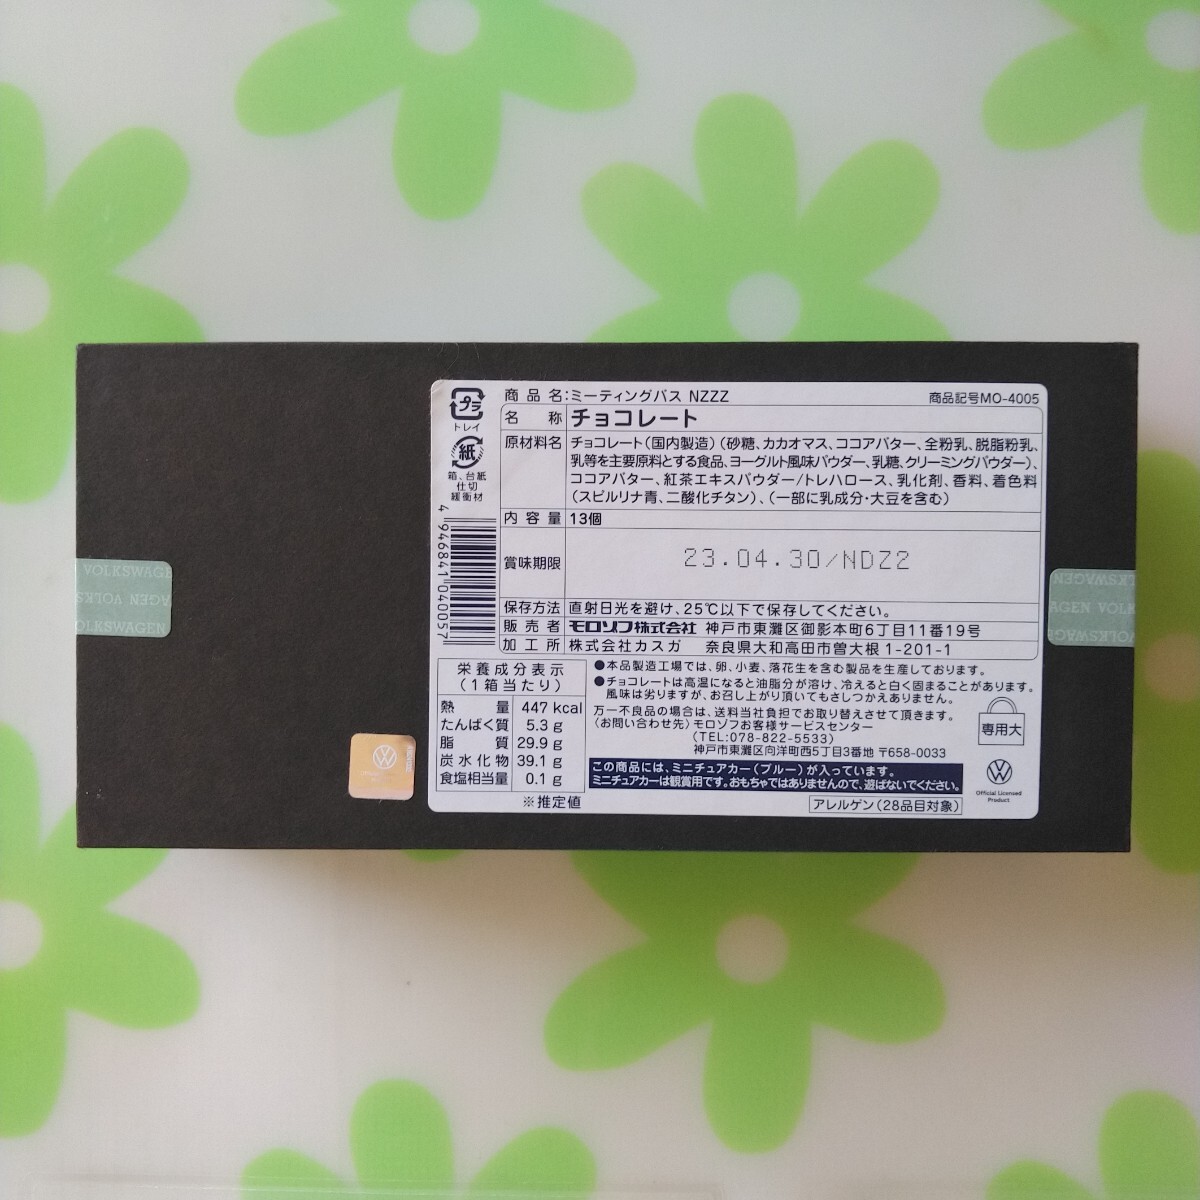 商品名:ミーティングバス NZZZ
商品記号MO-4005
プラ
トレイ
紙
箱、台紙
仕切
緩衝材
4946841040057
名称 チョコレート
原材料名 チョコレート(国内製造)(砂糖、カカオマス、ココアバター、全粉乳、脱脂粉乳、
乳等を主要原料とする食品、ヨーグルト風味パウダー、乳糖、クリーミングパウダー)、
ココアバター、紅茶エキスパウダー/トレハロース、乳化剤、香料、着色料
(スピルリナ青、二酸化チタン)、(一部に乳成分・大豆を含む)
内容量 13個
賞味期限 23.04.30/NDZ2
保存方法 直射日光を避け、25℃以下で保存してください。
販売者 モロゾフ株式会社 神戸市東灘区御影本町6丁目11番19号
加工所 株式会社カスガ 奈良県大和高田市曽大根1-201-1
栄養成分表示
(1箱当たり)
熱量 447 kcal
たんぱく質 5.3 g
脂質 29.9 g
炭水化物 39.1 g
食塩相当量 0.1 g
※推定値
●本品製造工場では、卵、小麦、落花生を含む製品を生産しております。
●チョコレートは高温になると油脂分が溶け、冷えると白く固まることがあります。
風味は劣りますが、お召し上がり頂いてもさしつかえありません。
万一不良品の場合は、送料当社負担でお取り替えさせて頂きます。
〈お問い合わせ先〉モロゾフお客様サービスセンター
(TEL:078-822-5533)
神戸市東灘区向洋町西5丁目3番地 〒658-0033
専用大
この商品には、ミニチュアカー(ブルー)が入っています。
ミニチュアカーは観賞用です。おもちゃではありませんので、遊ばないでください。
アレルゲン(28品目対象)
Official Licensed
Product
VOLKSWAGE
AGEN VOLKS
OLKSWAGEN
KSWAGEN
AGEN VOLK